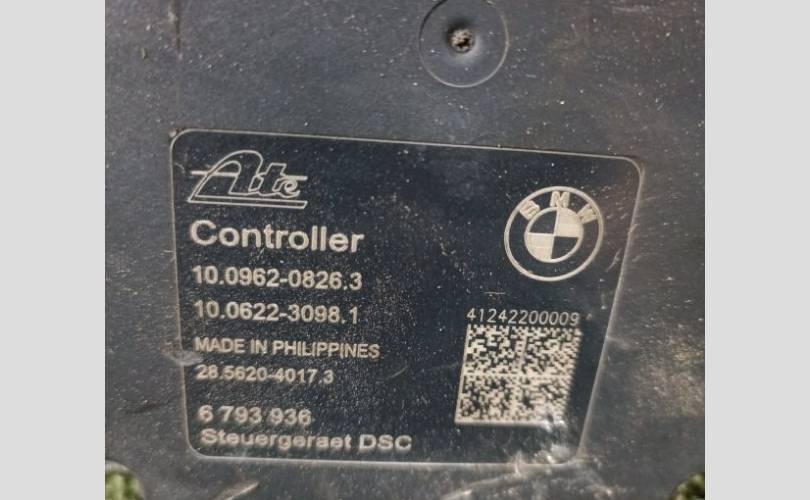 Ate
BMW
Controller
10.0962-0826.3
10.0622-3098.1
41242200009
MADE IN PHILIPPINES
28.5620-4017.3
6 793 936
Steuergeraet DSC